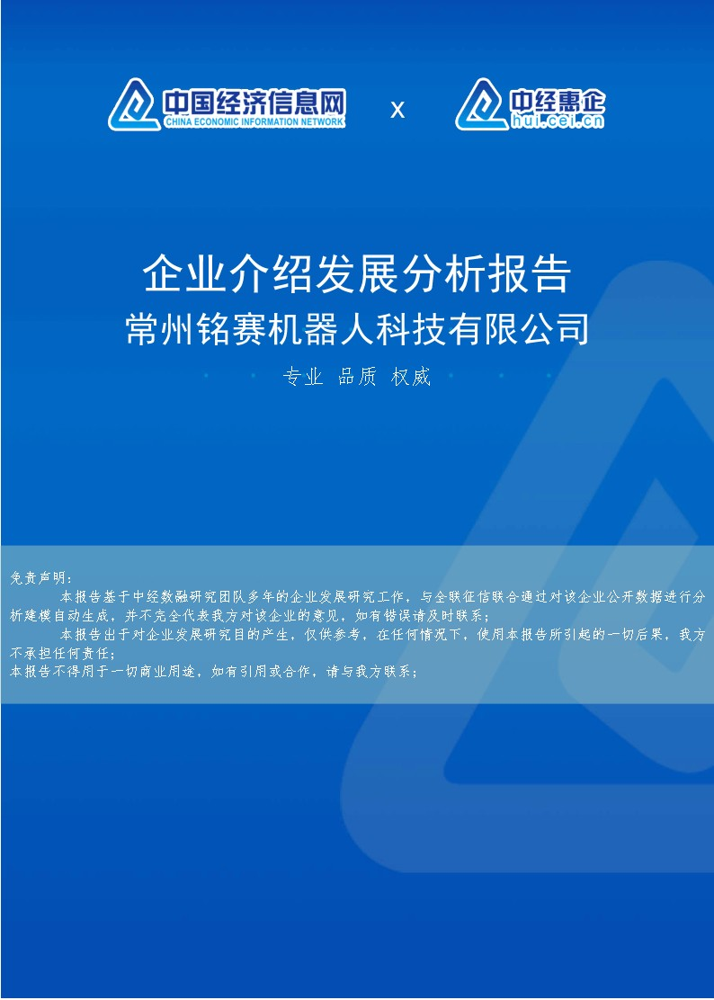 中国经济信息网
CHINA ECONOMIC INFORMATION NETWORK
x
中经惠企
hui.cei.cn
企业介绍发展分析报告
常州铭赛机器人科技有限公司
专业 品质 权威
免责声明：
本报告基于中经数融研究团队多年的企业发展研究工作，与全联征信联合通过对该企业公开数据进行分
析建模自动生成，并不完全代表我方对该企业的意见，如有错误请及时联系；
本报告出于对企业发展研究目的产生，仅供参考，在任何情况下，使用本报告所引起的一切后果，我方
不承担任何责任；
本报告不得用于一切商业用途，如有引用或合作，请与我方联系；